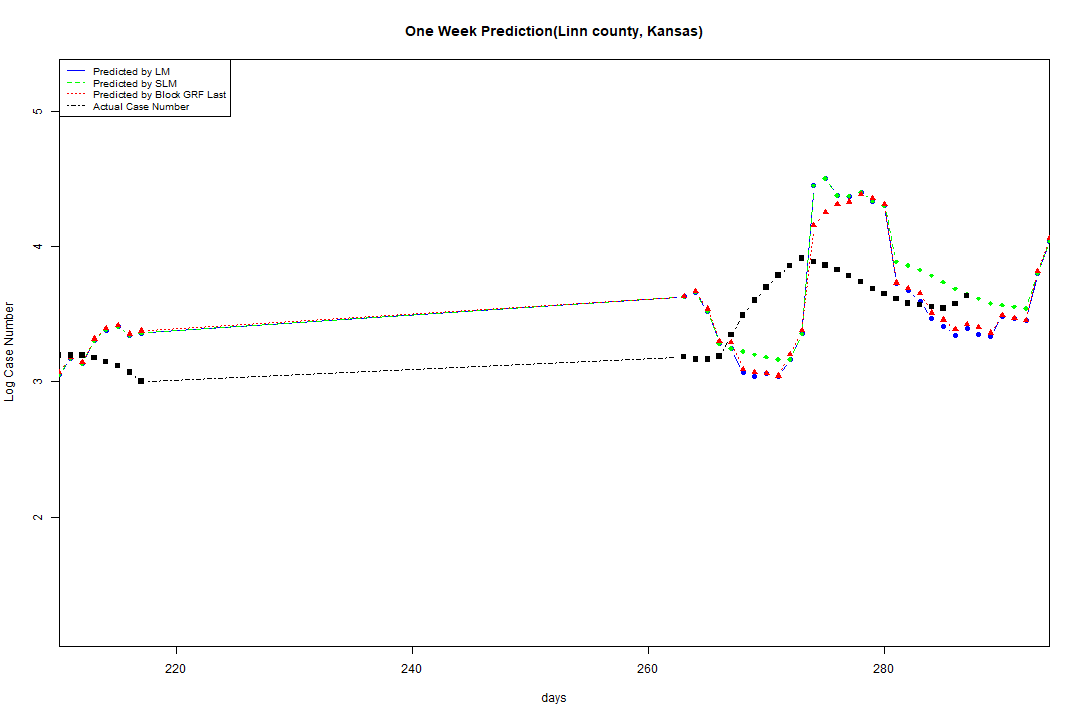 One Week Prediction(Linn county, Kansas)
Predicted by LM
Predicted by SLM
Predicted by Block GRF Last
Actual Case Number
5
4
3
2
Log Case Number
220
240
260
280
days